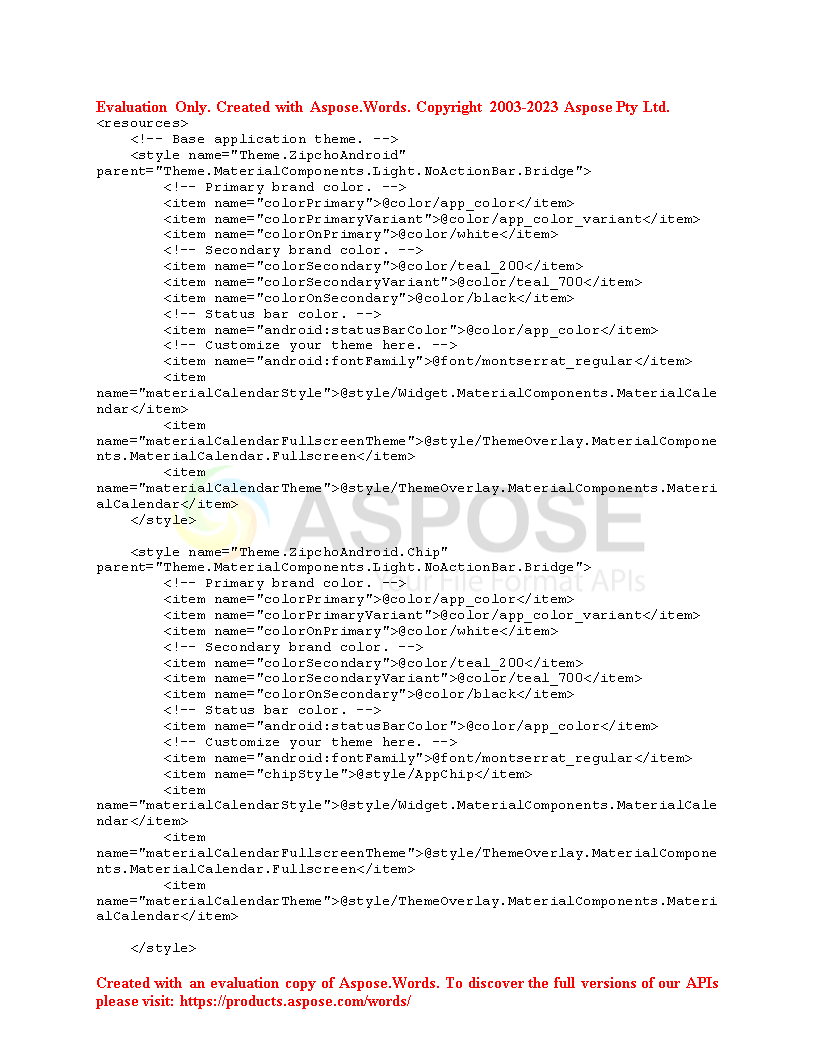 Evaluation Only. Created with Aspose.Words. Copyright 2003-2023 Aspose Pty Ltd.
<resources>
    <!-- Base application theme. -->
    <style name="Theme.ZipchoAndroid"
parent="Theme.MaterialComponents.Light.NoActionBar.Bridge">
        <!-- Primary brand color. -->
        <item name="colorPrimary">@color/app_color</item>
        <item name="colorPrimaryVariant">@color/app_color_variant</item>
        <item name="colorOnPrimary">@color/white</item>
        <!-- Secondary brand color. -->
        <item name="colorSecondary">@color/teal_200</item>
        <item name="colorSecondaryVariant">@color/teal_700</item>
        <item name="colorOnSecondary">@color/black</item>
        <!-- Status bar color. -->
        <item name="android:statusBarColor">@color/app_color</item>
        <!-- Customize your theme here. -->
        <item name="android:fontFamily">@font/montserrat_regular</item>
        <item
name="materialCalendarStyle">@style/Widget.MaterialComponents.MaterialCale
ndar</item>
        <item
name="materialCalendarFullscreenTheme">@style/ThemeOverlay.MaterialCompone
nts.MaterialCalendar.Fullscreen</item>
        <item
name="materialCalendarTheme">@style/ThemeOverlay.MaterialComponents.Materi
alCalendar</item>
    </style>
ASPOSE
Your File Format APIs
    <style name="Theme.ZipchoAndroid.Chip"
parent="Theme.MaterialComponents.Light.NoActionBar.Bridge">
        <!-- Primary brand color. -->
        <item name="colorPrimary">@color/app_color</item>
        <item name="colorPrimaryVariant">@color/app_color_variant</item>
        <item name="colorOnPrimary">@color/white</item>
        <!-- Secondary brand color. -->
        <item name="colorSecondary">@color/teal_200</item>
        <item name="colorSecondaryVariant">@color/teal_700</item>
        <item name="colorOnSecondary">@color/black</item>
        <!-- Status bar color. -->
        <item name="android:statusBarColor">@color/app_color</item>
        <!-- Customize your theme here. -->
        <item name="android:fontFamily">@font/montserrat_regular</item>
        <item name="chipStyle">@style/AppChip</item>
        <item
name="materialCalendarStyle">@style/Widget.MaterialComponents.MaterialCale
ndar</item>
        <item
name="materialCalendarFullscreenTheme">@style/ThemeOverlay.MaterialCompone
nts.MaterialCalendar.Fullscreen</item>
        <item
name="materialCalendarTheme">@style/ThemeOverlay.MaterialComponents.Materi
alCalendar</item>
    </style>
Created with an evaluation copy of Aspose.Words. To discover the full versions of our APIs
please visit: https://products.aspose.com/words/